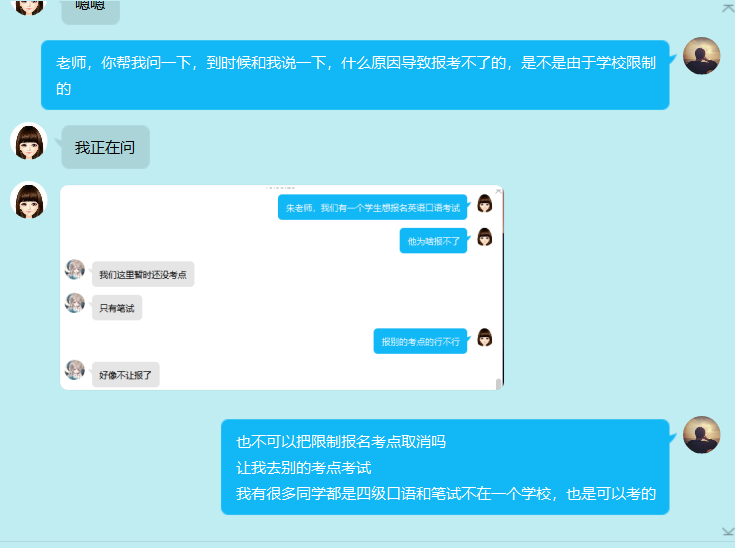 嗯嗯
老师，你帮我问一下，到时候和我说一下，什么原因导致报考不了的，是不是由于学校限制
的
我正在问
朱老师，我们有一个学生想报名英语口语考试
他为啥报不了
我们这里暂时还没考点
只有笔试
报别的考点的行不行
好像不让报了
也不可以把限制报名考点取消吗
让我去别的考点考试
我有很多同学都是四级口语和笔试不在一个学校，也是可以考的